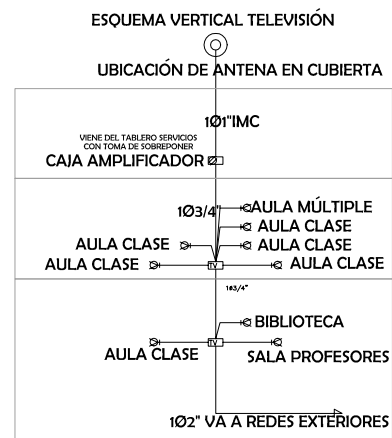 ESQUEMA VERTICAL TELEVISIÓN
UBICACIÓN DE ANTENA EN CUBIERTA
1Ø1"IMC
VIENE DEL TABLERO SERVICIOS
CON TOMA DE SOBREPONER
CAJA AMPLIFICADOR
1Ø3/4"
AULA MÚLTIPLE
AULA CLASE
AULA CLASE
AULA CLASE
AULA CLASE
TV
AULA CLASE
1Ø3/4"
BIBLIOTECA
AULA CLASE
TV
SALA PROFESORES
1Ø2" VA A REDES EXTERIORES